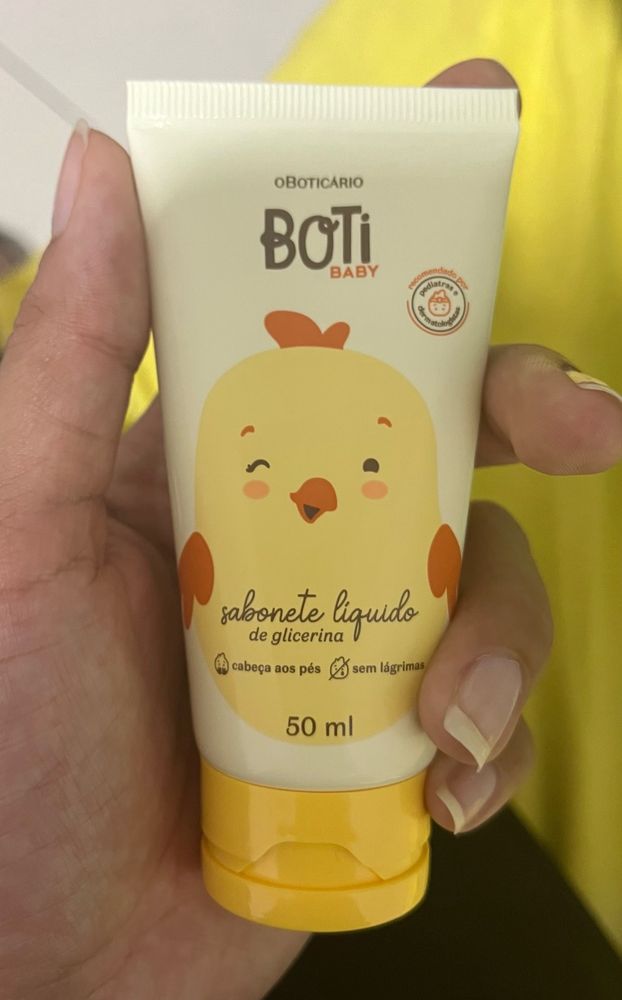 oBOTICÁRIO
BOTi
BABY
recomendado por
pediatras e
dermatologistas
sabonete líquido
de glicerina
cabeça aos pés sem lágrimas
50 ml